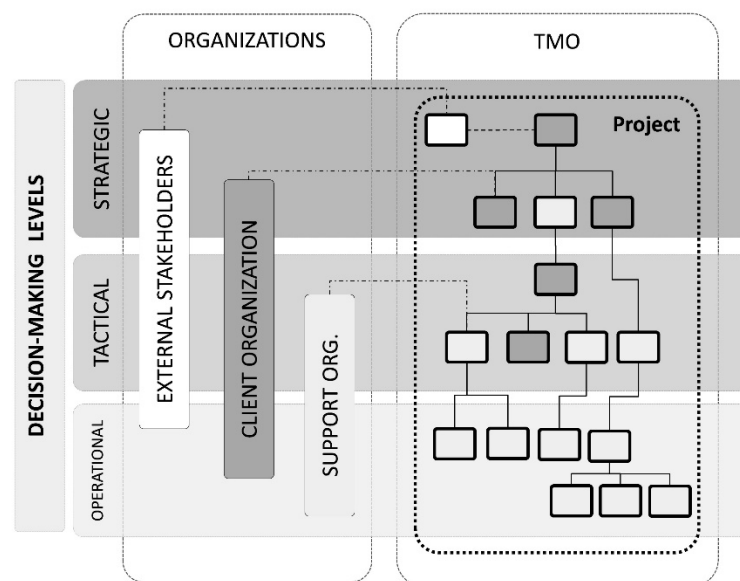 ORGANIZATIONS
TMO
DECISION-MAKING LEVELS
STRATEGIC
TACTICAL
OPERATIONAL
EXTERNAL STAKEHOLDERS
CLIENT ORGANIZATION
SUPPORT ORG.
Project